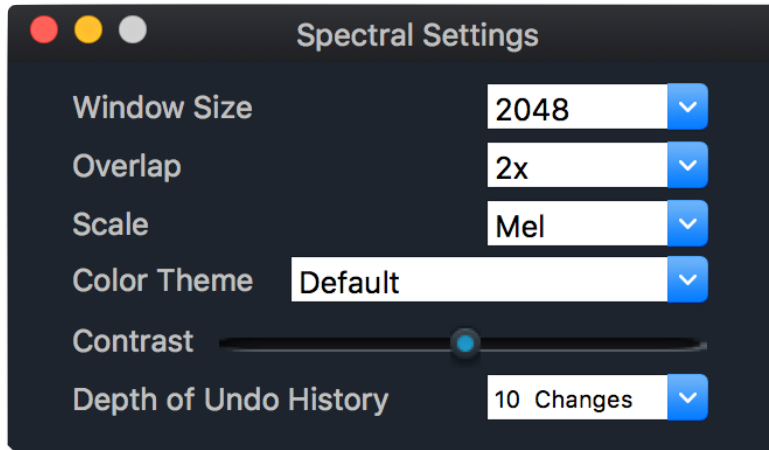 Spectral Settings
Window Size 2048
Overlap 2x
Scale Mel
Color Theme Default
Contrast
Depth of Undo History 10 Changes